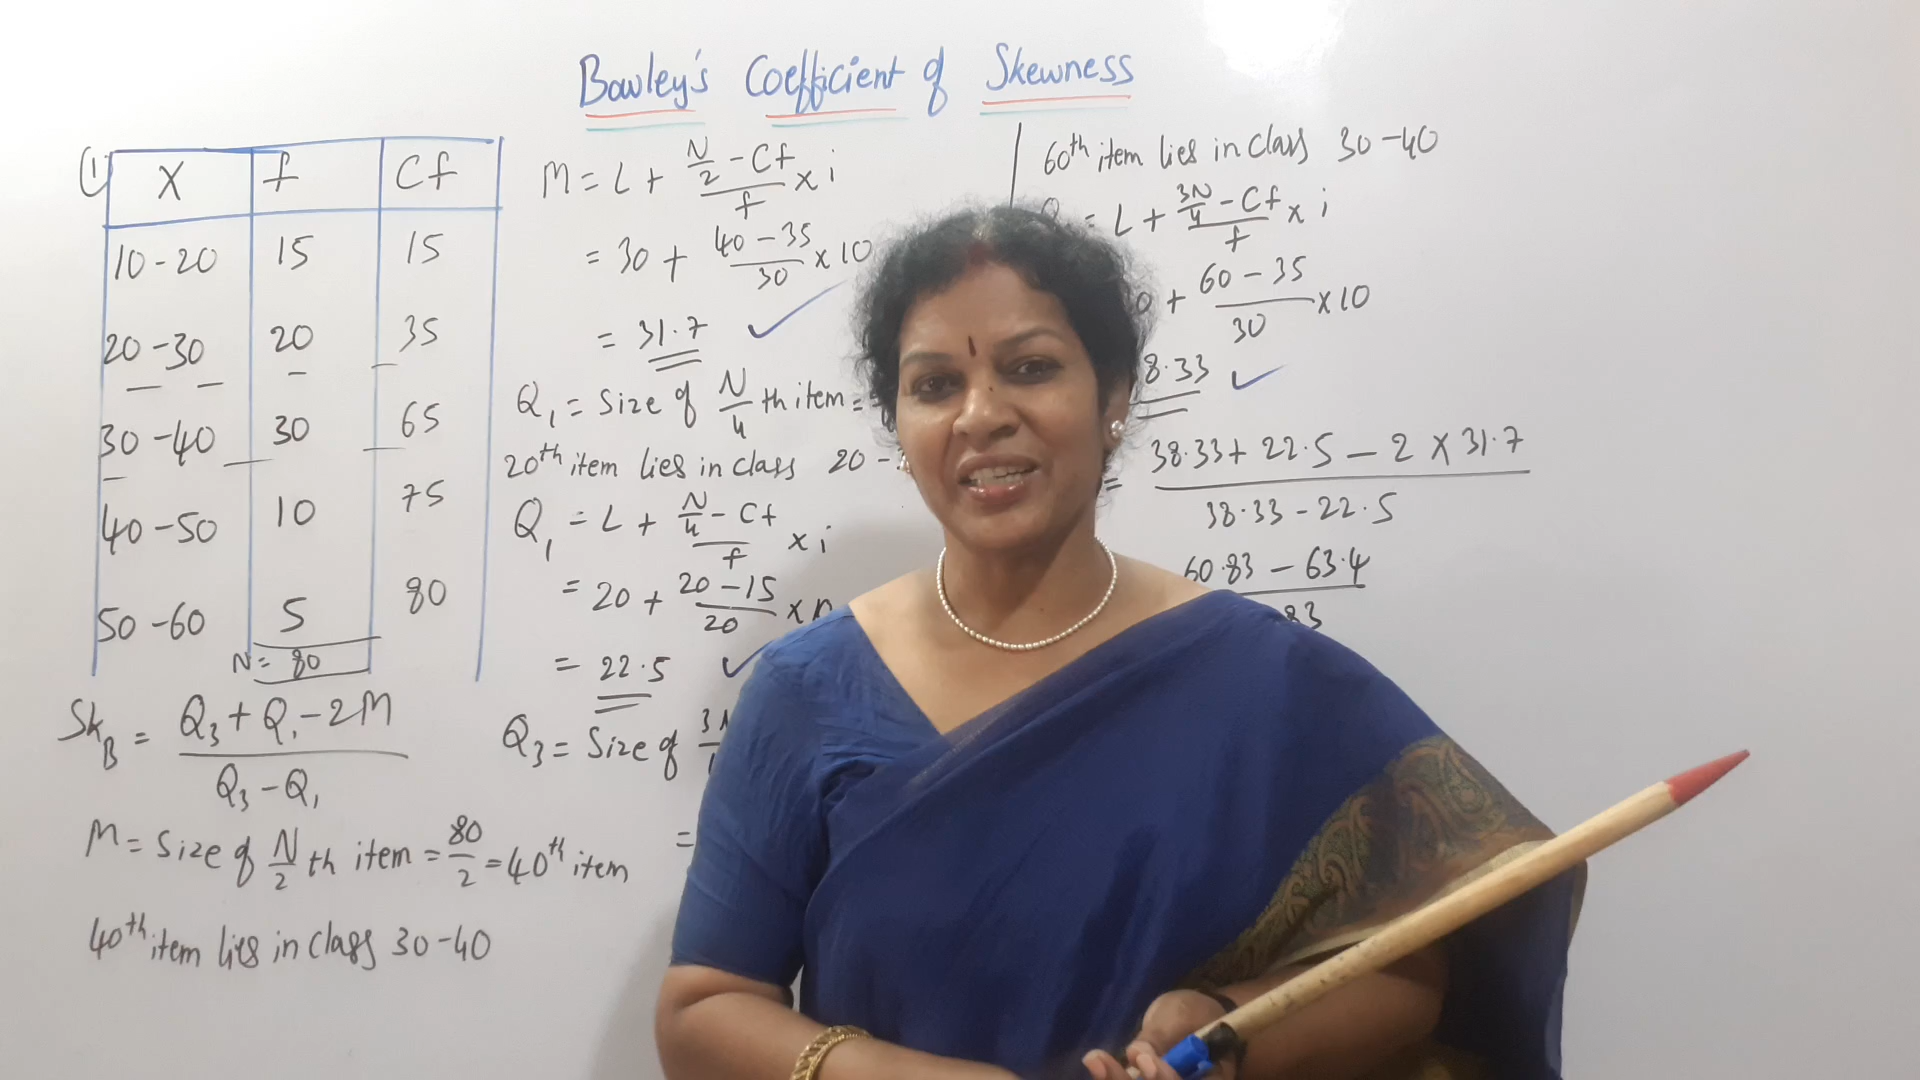 Bowley's Coefficient of Skewness
(1)
X f Cf
10-20 15 15
20-30 20 35
30-40 30 65
40-50 10 75
50-60 5 80
N = 80
Sk_B = (Q₃ + Q₁ - 2M) / (Q₃ - Q₁)
M = Size of N/2 th item = 80/2 = 40th item
40th item lies in class 30-40
M = L + (N/2 - Cf)/f × i
= 30 + (40 - 35)/30 × 10
= 31.7 ✓
Q₁ = Size of N/4 th item =
20th item lies in class 20 -
Q₁ = L + (N/4 - Cf)/f × i
= 20 + (20 - 15)/20 ×
= 22.5 ✓
Q₃ = Size of
=
60th item lies in class 30-40
= L + (3N/4 - Cf)/f × i
0 + (60 - 35)/30 × 10
8.33 ✓
= (38.33 + 22.5 - 2 × 31.7) / (38.33 - 22.5)
60.83 - 63.4
83